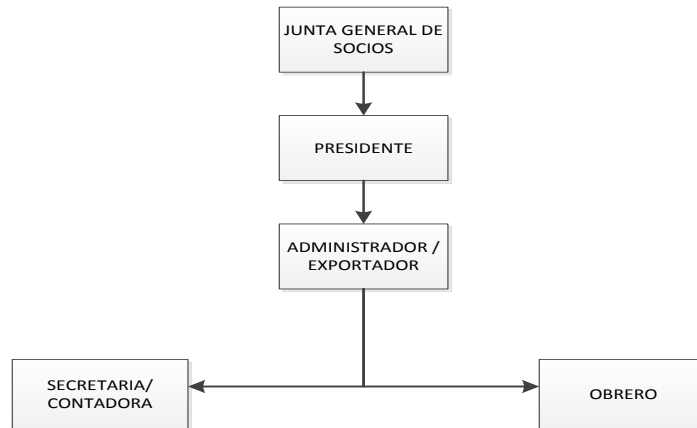 JUNTA GENERAL DE
SOCIOS
PRESIDENTE
ADMINISTRADOR /
EXPORTADOR
SECRETARIA/
CONTADORA
OBRERO